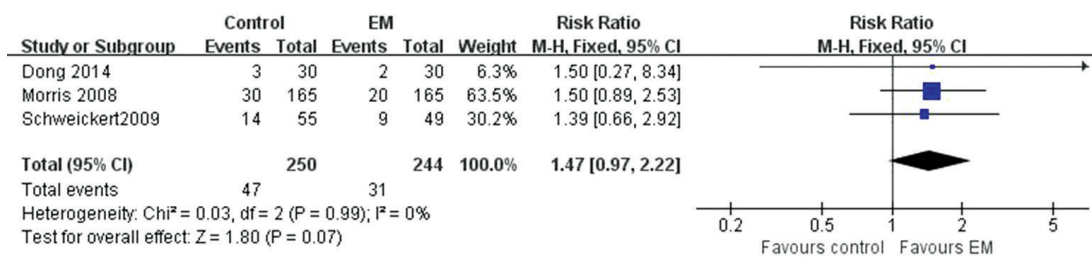 Control EM Risk Ratio Risk Ratio
Study or Subgroup Events Total Events Total Weight M-H, Fixed, 95% CI M-H, Fixed, 95% CI
Dong 2014 3 30 2 30 6.3% 1.50 [0.27, 8.34]
Morris 2008 30 165 20 165 63.5% 1.50 [0.89, 2.53]
Schweickert2009 14 55 9 49 30.2% 1.39 [0.66, 2.92]
Total (95% CI) 250 244 100.0% 1.47 [0.97, 2.22]
Total events 47 31
Heterogeneity: Chi² = 0.03, df = 2 (P = 0.99); I² = 0%
Test for overall effect: Z = 1.80 (P = 0.07)
0.2 0.5 1 2 5
Favours control Favours EM